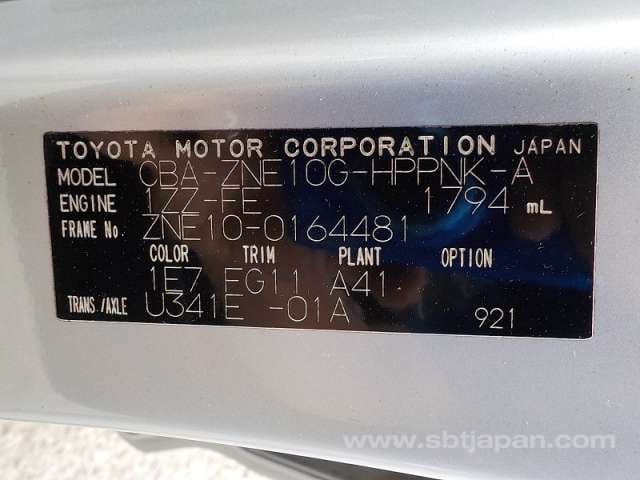 TOYOTA MOTOR CORPORATION JAPAN
MODEL CBA-ZNE10G-HPPNK-A
ENGINE 1ZZ-FE 1794 mL
FRAME No ZNE10-0164481
COLOR TRIM PLANT OPTION
1E7 FG11 A41
TRANS./AXLE U341E -01A 921
www.sbtjapan.com